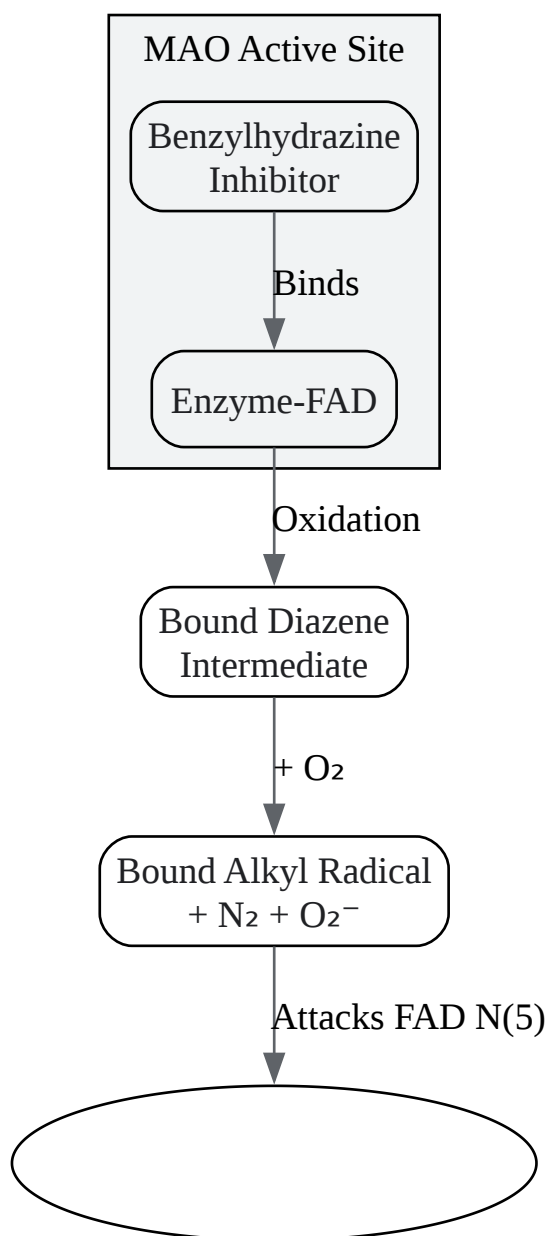 MAO Active Site
Benzylhydrazine
Inhibitor
Binds
Enzyme-FAD
Oxidation
Bound Diazene
Intermediate
+ O₂
Bound Alkyl Radical
+ N₂ + O₂⁻
Attacks FAD N(5)